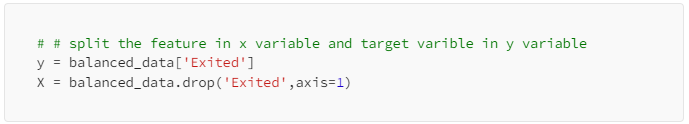 # # split the feature in x variable and target varible in y variable
y = balanced_data['Exited']
X = balanced_data.drop('Exited',axis=1)